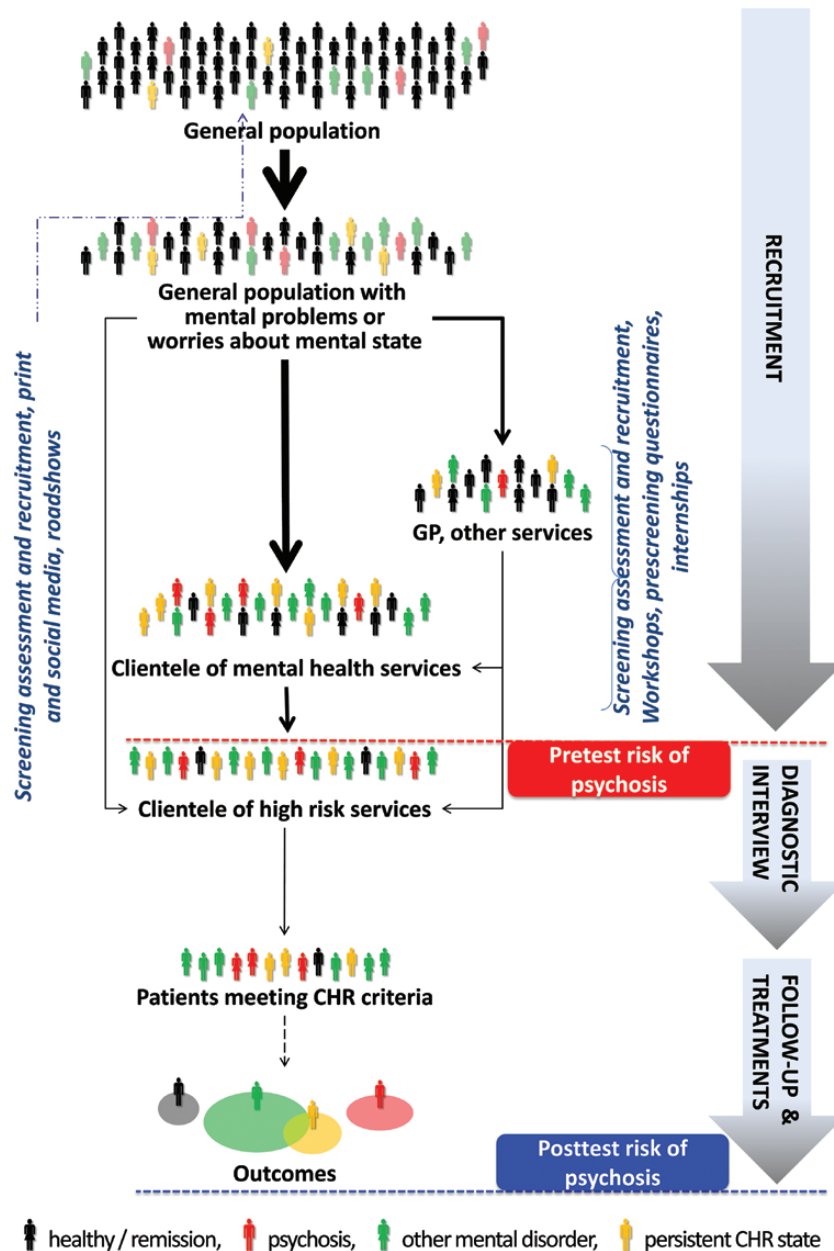 General population
General population with
mental problems or
worries about mental state
GP, other services
Clientele of mental health services
Clientele of high risk services
Patients meeting CHR criteria
Outcomes
Screening assessment and recruitment, print
and social media, roadshows
Screening assessment and recruitment,
Workshops, prescreening questionnaires,
internships
RECRUITMENT
Pretest risk of
psychosis
DIAGNOSTIC
INTERVIEW
FOLLOW-UP &
TREATMENTS
Posttest risk of
psychosis
healthy / remission, psychosis, other mental disorder, persistent CHR state